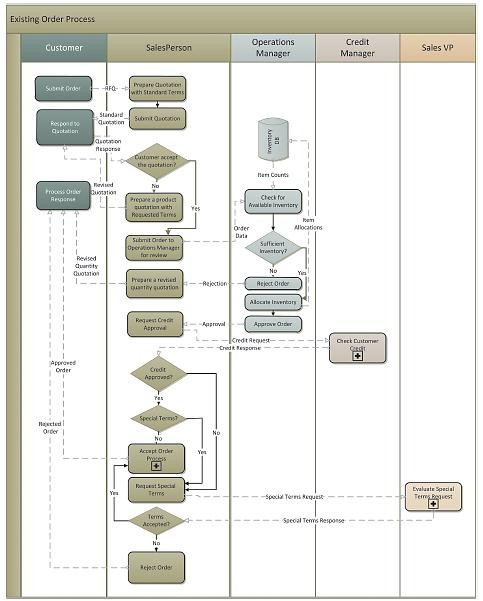 Existing Order Process
Customer
SalesPerson
Operations
Manager
Credit
Manager
Sales VP
Submit Order
RFQ
Prepare Quotation
with Standard Terms
Standard
Quotation
Submit Quotation
Respond to
Quotation
Quotation
Response
Inventory
DB
Customer accept
the quotation?
Item Counts
No
Process Order
Response
Revised
Quotation
Prepare a product
quotation with
Requested Terms
Yes
Check for
Available Inventory
Item
Allocations
Order
Data
Submit Order to
Operations Manager
for review
Sufficient
Inventory?
Revised
Quantity
Quotation
No
Yes
Prepare a revised
quantity quotation
Rejection
Reject Order
Allocate Inventory
Request Credit
Approval
Approval
Approve Order
Credit Request
Credit Response
Check Customer
Credit
Approved
Order
Credit
Approved?
Yes
Special Terms?
Rejected
Order
No
Yes
No
Accept Order
Process
Request Special
Terms
Yes
Special Terms Request
Evaluate Special
Terms Request
Terms
Accepted?
Special Terms Response
No
Reject Order